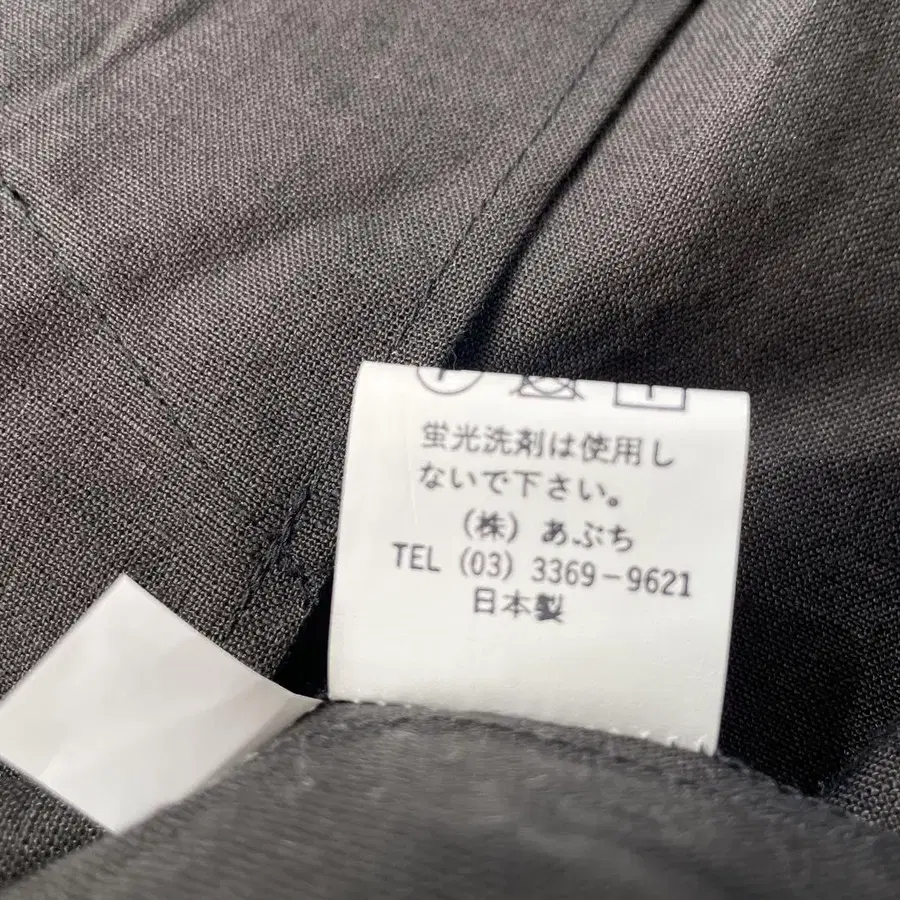 蛍光洗剤は使用し
ないで下さい。
(株) あぶち
TEL (03) 3369-9621
日本製